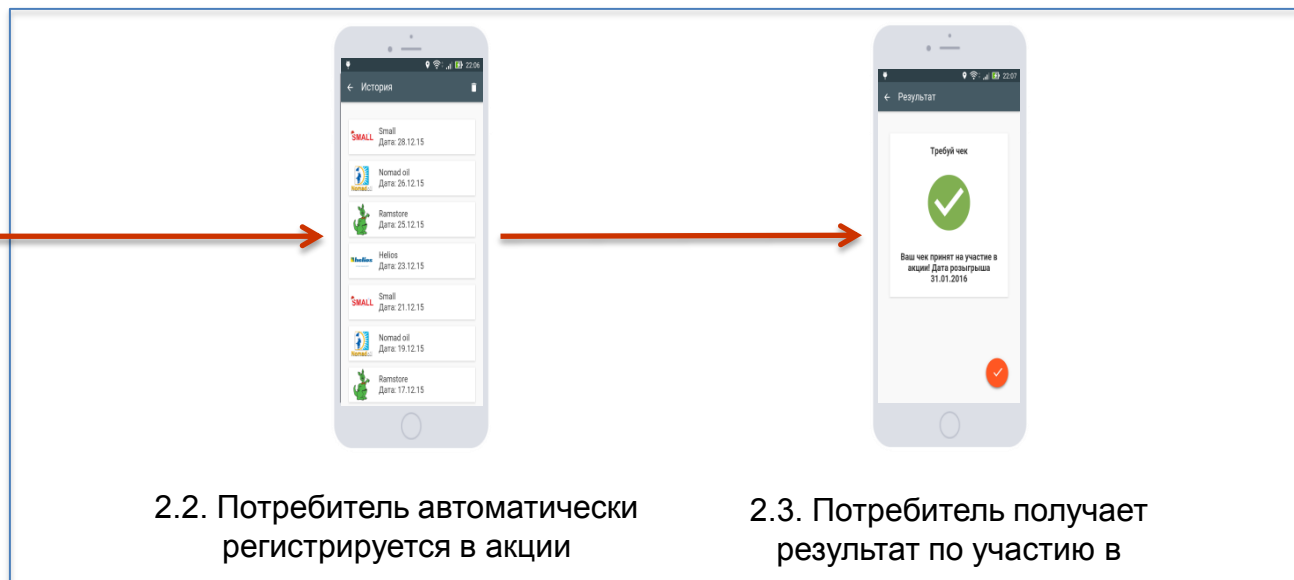 22:06
История
SMALL
Small
Дата: 28.12.15
Nomad oil
Дата: 26.12.15
Ramstore
Дата: 25.12.15
helios
Helios
Дата: 23.12.15
SMALL
Small
Дата: 21.12.15
Nomad oil
Дата: 19.12.15
Ramstore
Дата: 17.12.15
2.2. Потребитель автоматически
регистрируется в акции
22:07
Результат
Требуй чек
Ваш чек принят на участие в
акции! Дата розыгрыша
31.01.2016
2.3. Потребитель получает
результат по участию в